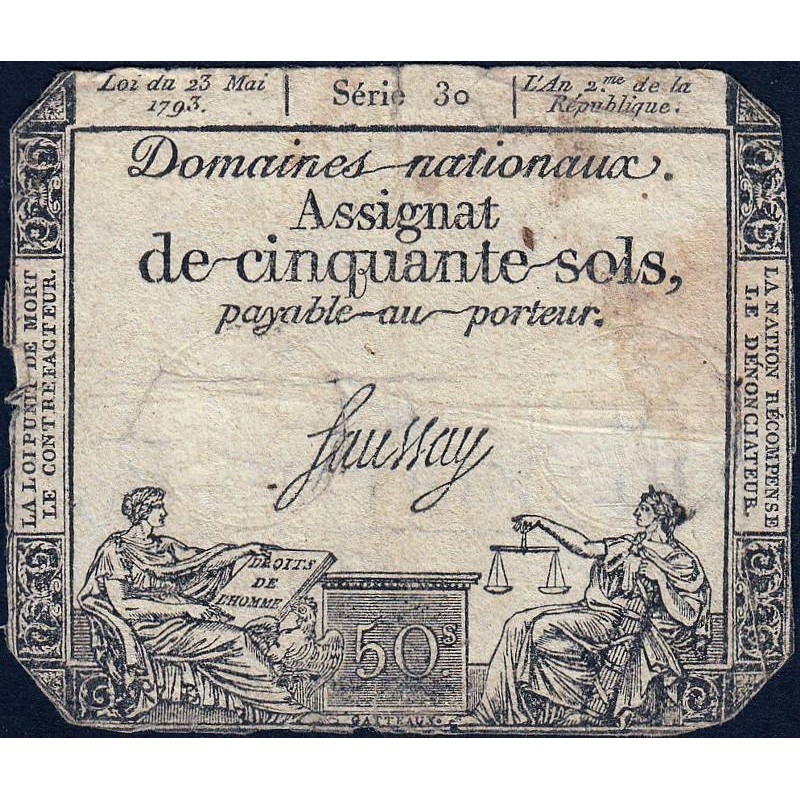 Loi du 23 Mai
1793.
Série 30
L'An 2.me de la
République.
Domaines nationaux.
Assignat
de cinquante sols,
payable au porteur.
LA LOI PUNIT DE MORT
LE CONTREFACTEUR.
LA NATION RÉCOMPENSE
LE DÉNONCIATEUR.
Saussay
DROITS
DE
L'HOMME
50 s
GATTEAUX.